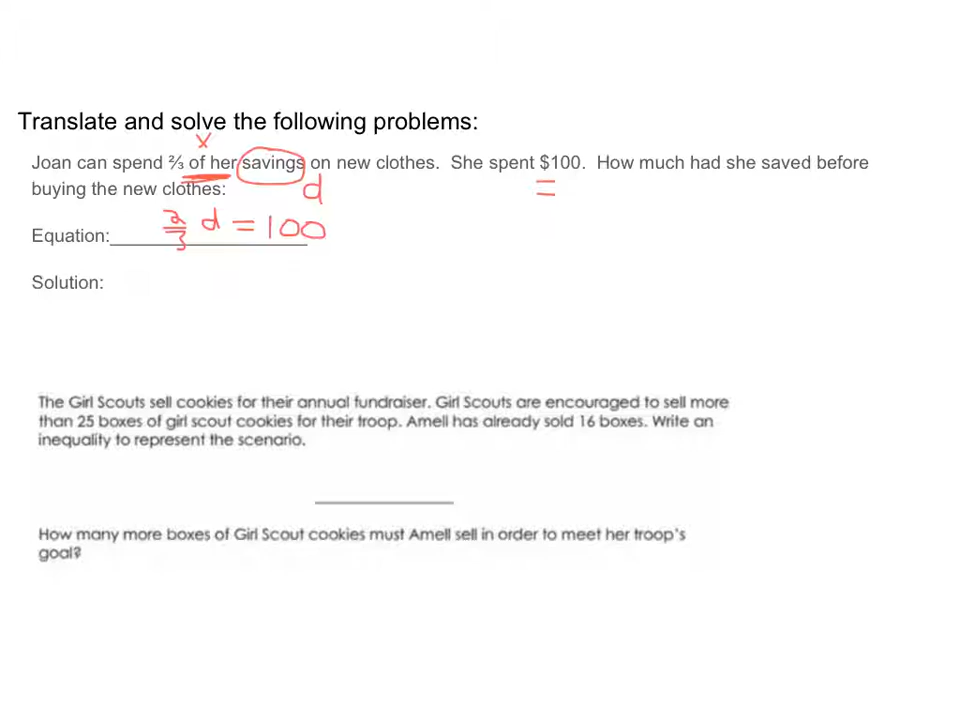 Translate and solve the following problems:
x
Joan can spend ⅔ of her savings on new clothes. She spent $100. How much had she saved before
buying the new clothes:
d =
Equation: 2/3 d = 100
Solution:
The Girl Scouts sell cookies for their annual fundraiser. Girl Scouts are encouraged to sell more
than 25 boxes of girl scout cookies for their troop. Amell has already sold 16 boxes. Write an
inequality to represent the scenario.
How many more boxes of Girl Scout cookies must Amell sell in order to meet her troop's
goal?